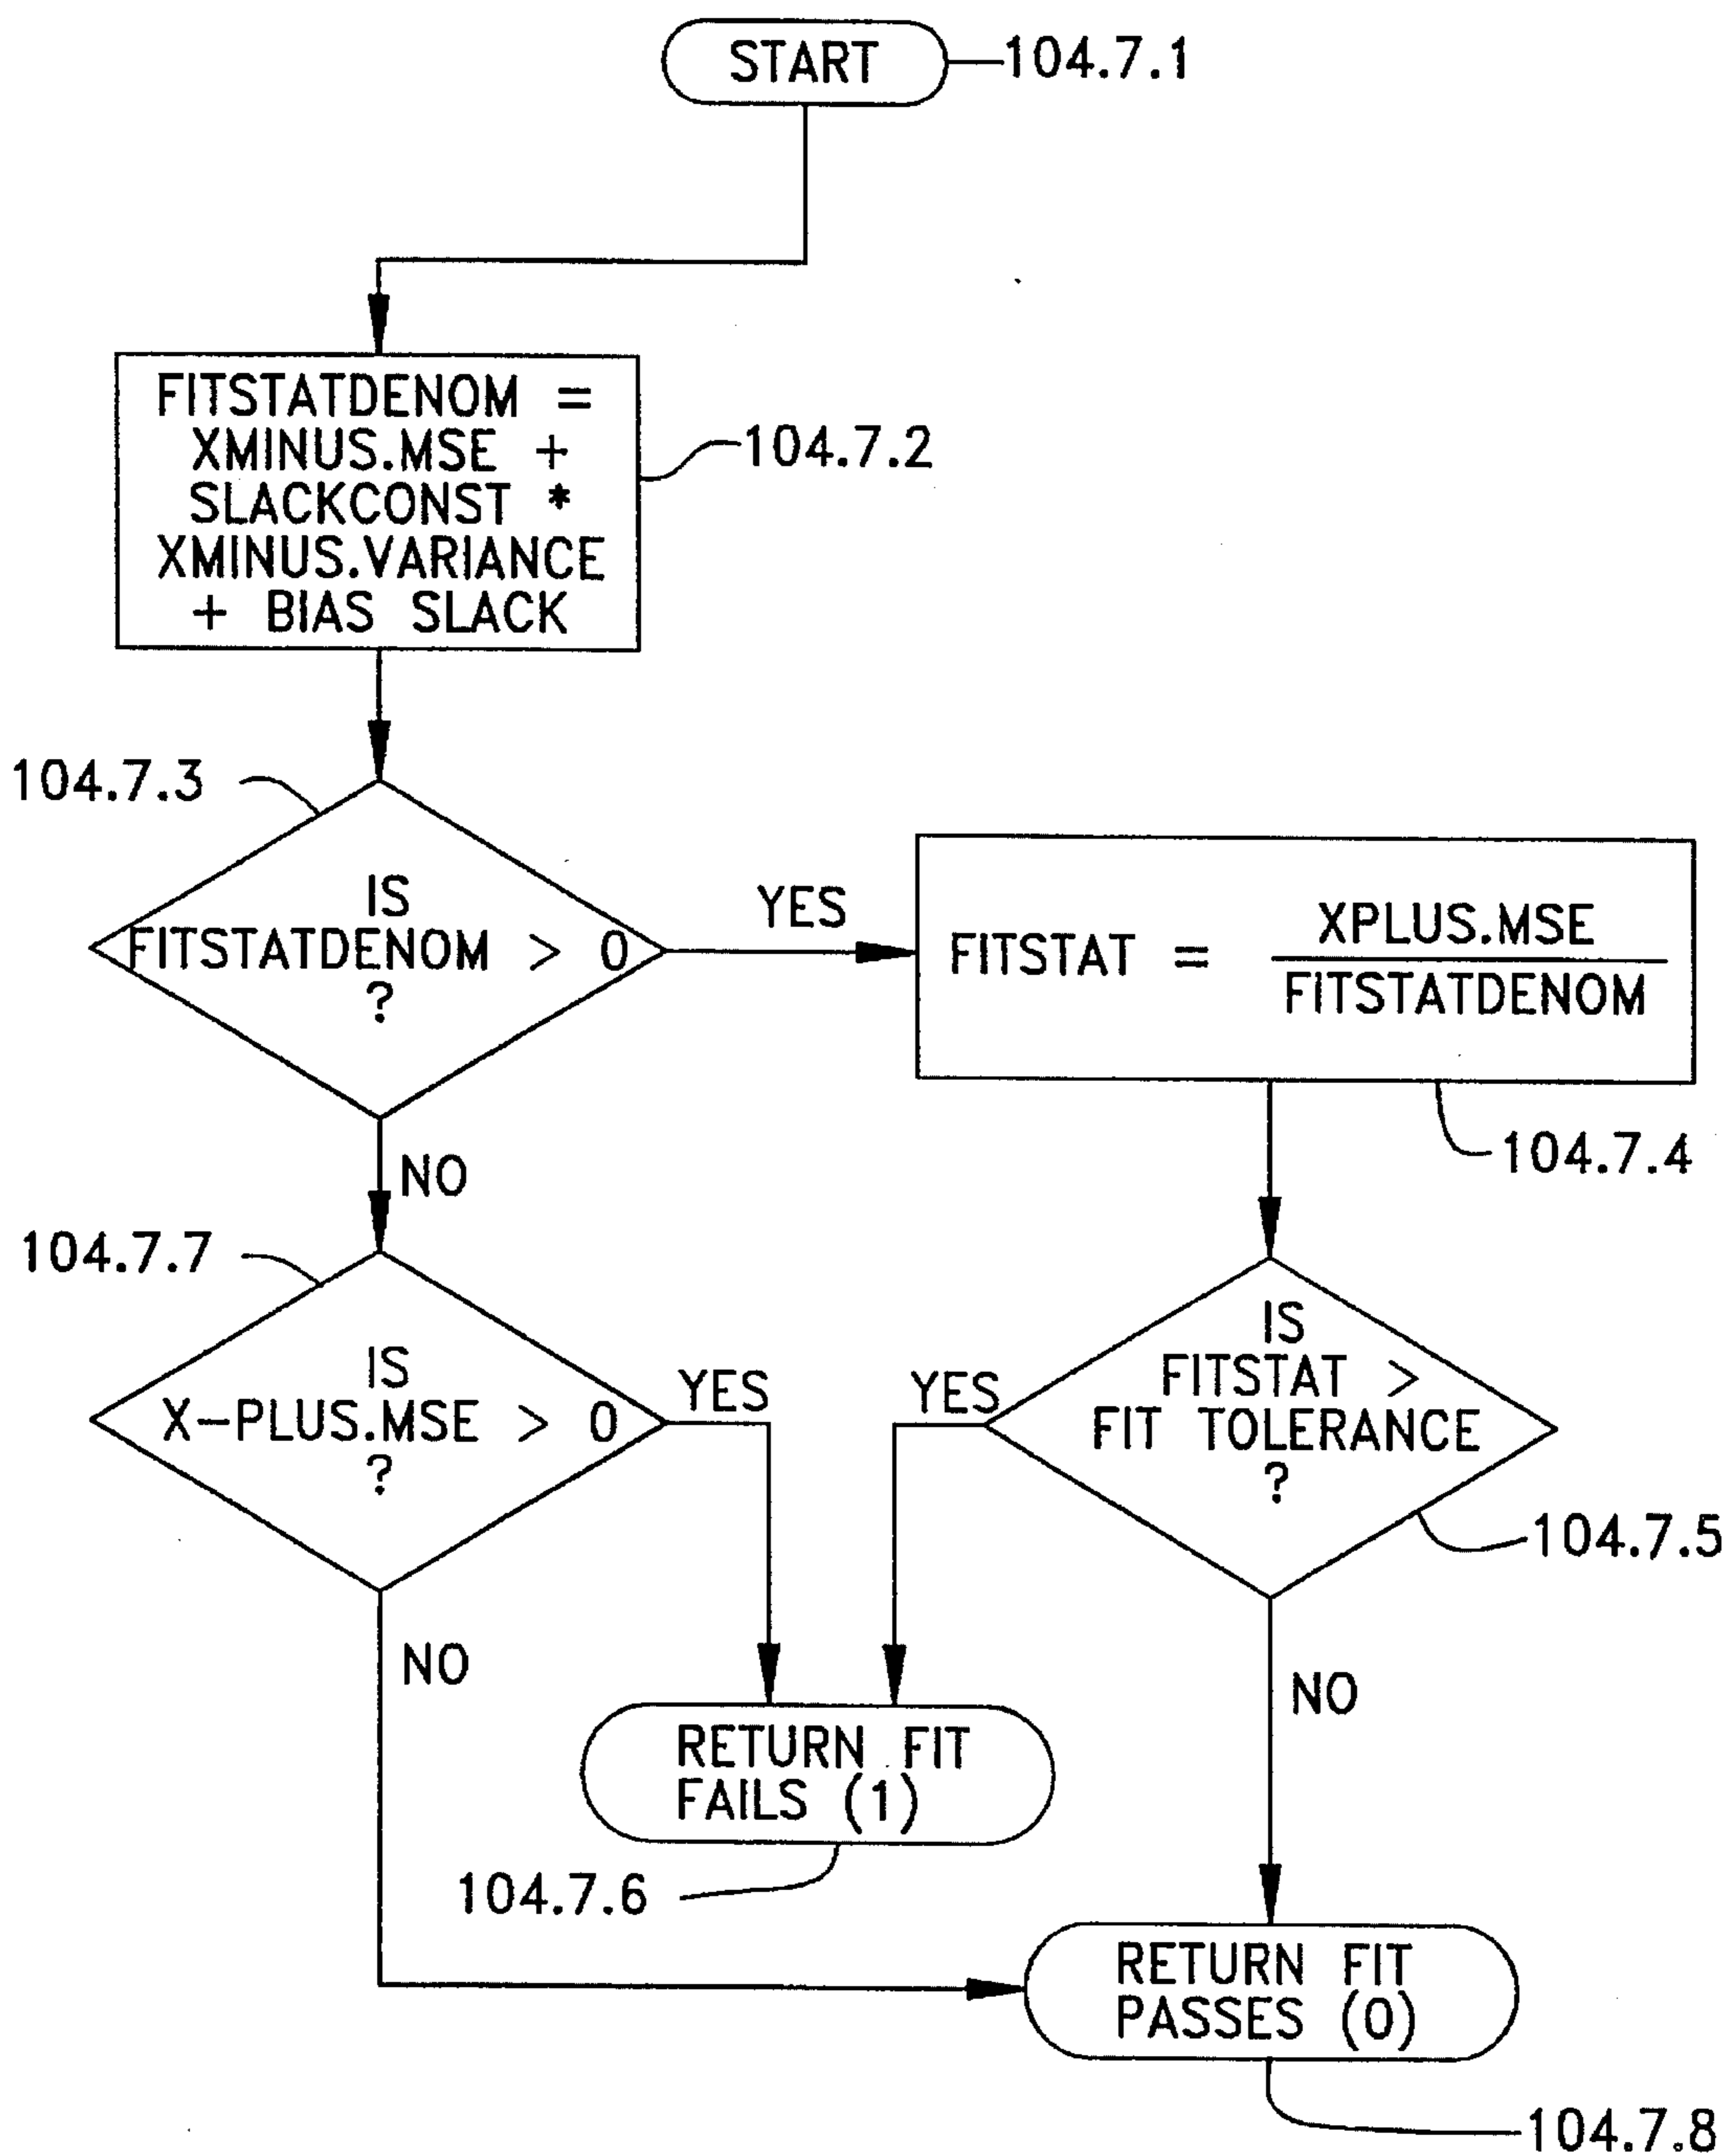 START
104.7.1
FITSTATDENOM =
XMINUS.MSE +
SLACKCONST *
XMINUS.VARIANCE
+ BIAS SLACK
104.7.2
104.7.3
IS
FITSTATDENOM > 0
?
YES
FITSTAT = XPLUS.MSE
FITSTATDENOM
104.7.4
NO
104.7.7
IS
X-PLUS.MSE > 0
?
YES
YES
IS
FITSTAT >
FIT TOLERANCE
?
104.7.5
NO
NO
RETURN FIT
FAILS (1)
104.7.6
RETURN FIT
PASSES (0)
104.7.8